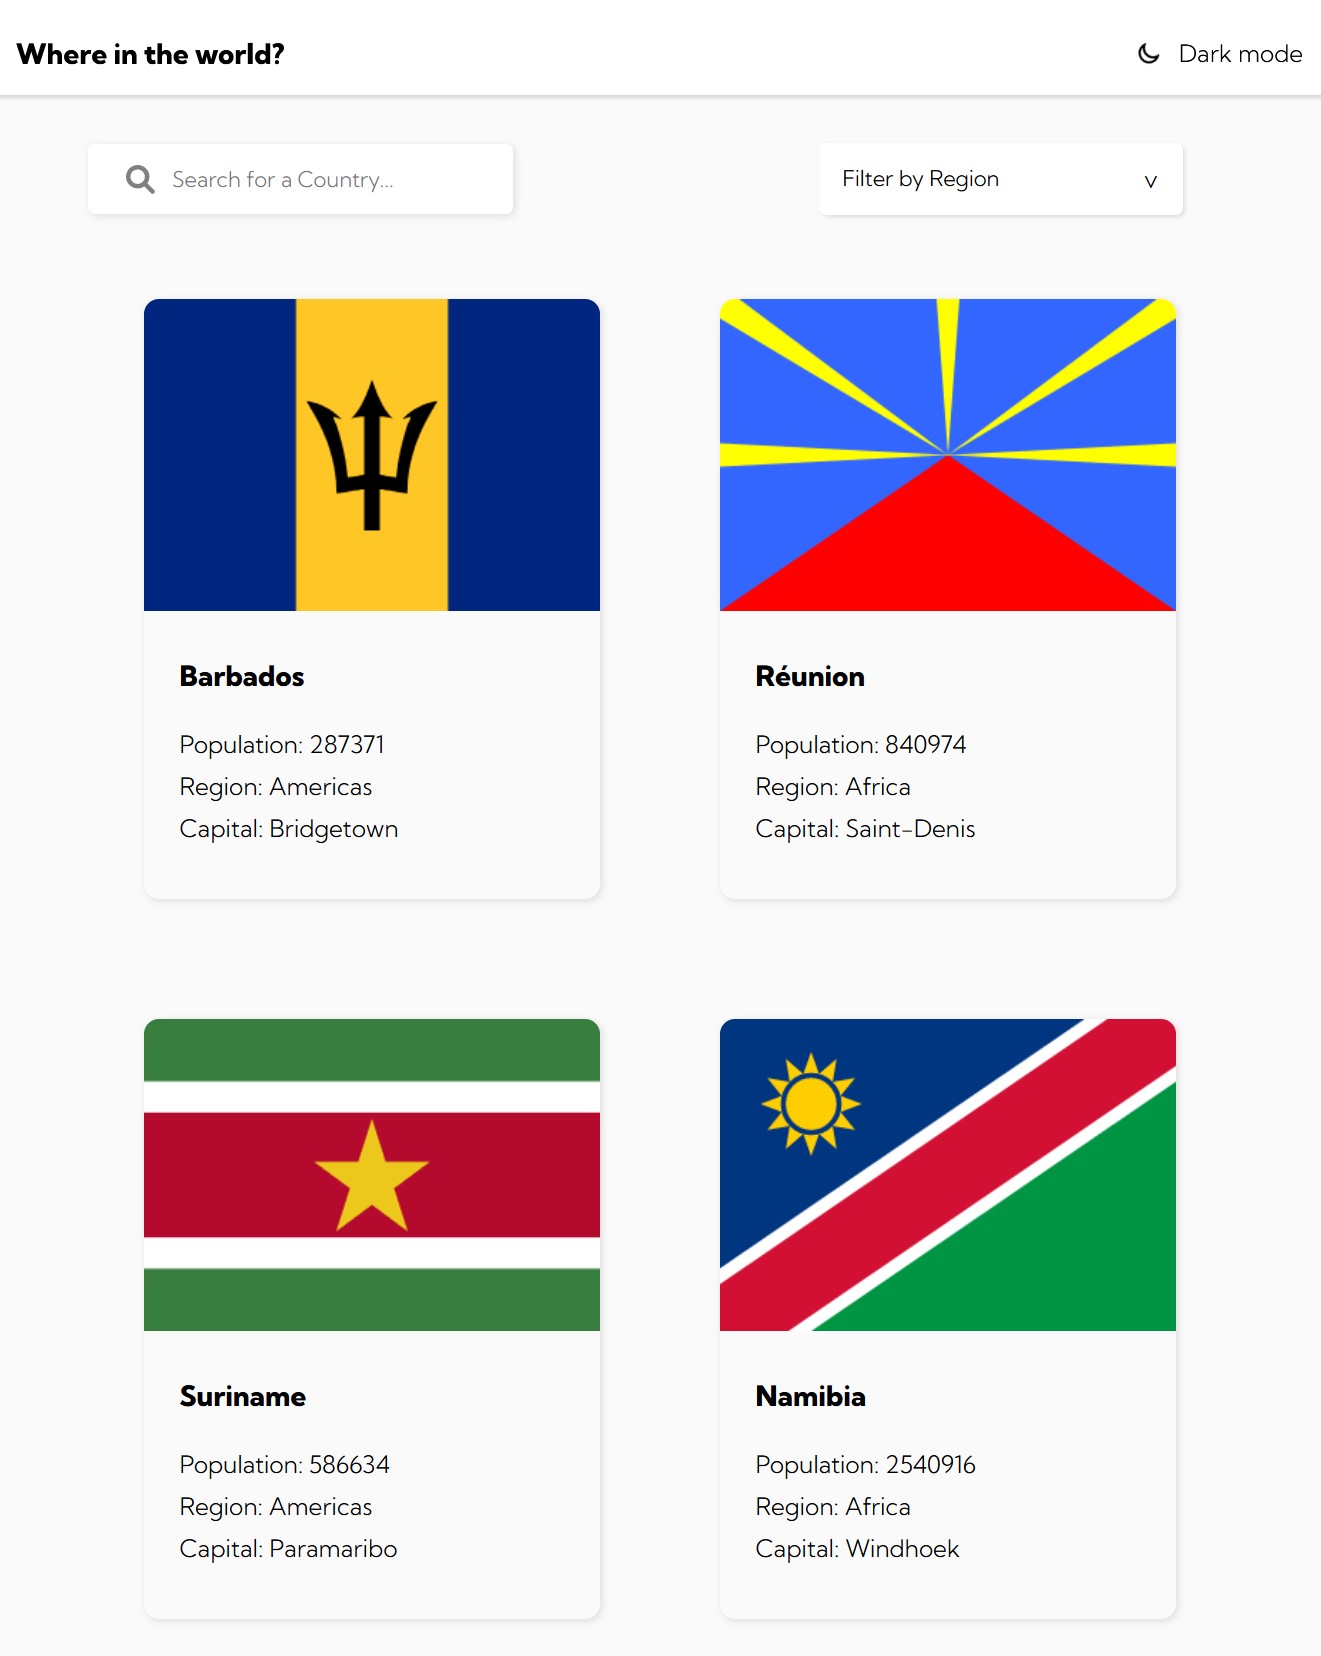 Where in the world?
Dark mode
Search for a Country...
Filter by Region
V
Barbados
Population: 287371
Region: Americas
Capital: Bridgetown
Réunion
Population: 840974
Region: Africa
Capital: Saint-Denis
Suriname
Population: 586634
Region: Americas
Capital: Paramaribo
Namibia
Population: 2540916
Region: Africa
Capital: Windhoek